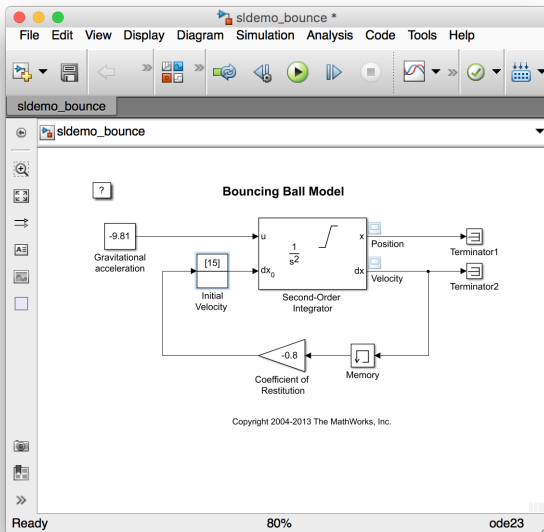 sldemo_bounce *
File Edit View Display Diagram Simulation Analysis Code Tools Help
sldemo_bounce
sldemo_bounce
?
Bouncing Ball Model
-9.81
Gravitational
acceleration
[15]
Initial
Velocity
u
dx0
1
s2
x
dx
Second-Order
Integrator
Position
Velocity
Terminator1
Terminator2
-0.8
Coefficient of
Restitution
Memory
Copyright 2004-2013 The MathWorks, Inc.
Ready 80% ode23